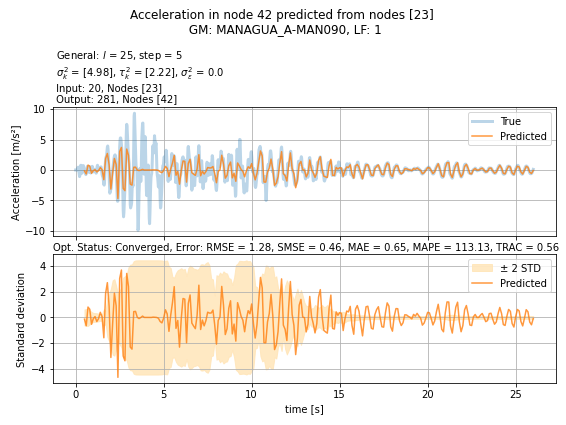 Acceleration in node 42 predicted from nodes [23]
GM: MANAGUA_A-MAN090, LF: 1
General: l = 25, step = 5
σ²ₖ = [4.98], τ²ₖ = [2.22], σ²ε = 0.0
Input: 20, Nodes [23]
Output: 281, Nodes [42]
Acceleration [m/s²]
10
5
0
−5
−10
True
Predicted
Opt. Status: Converged, Error: RMSE = 1.28, SMSE = 0.46, MAE = 0.65, MAPE = 113.13, TRAC = 0.56
Standard deviation
4
2
0
−2
−4
± 2 STD
Predicted
0 5 10 15 20 25
time [s]